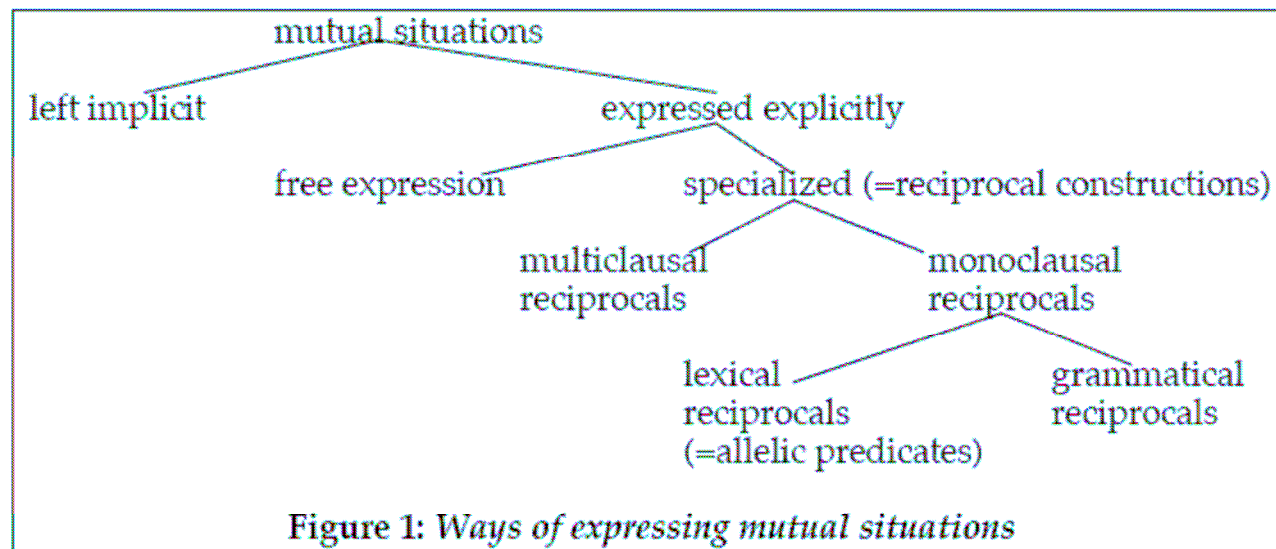 mutual situations
left implicit
expressed explicitly
free expression
specialized (=reciprocal constructions)
multiclausal
reciprocals
monoclausal
reciprocals
lexical
reciprocals
(=allelic predicates)
grammatical
reciprocals
Figure 1: Ways of expressing mutual situations